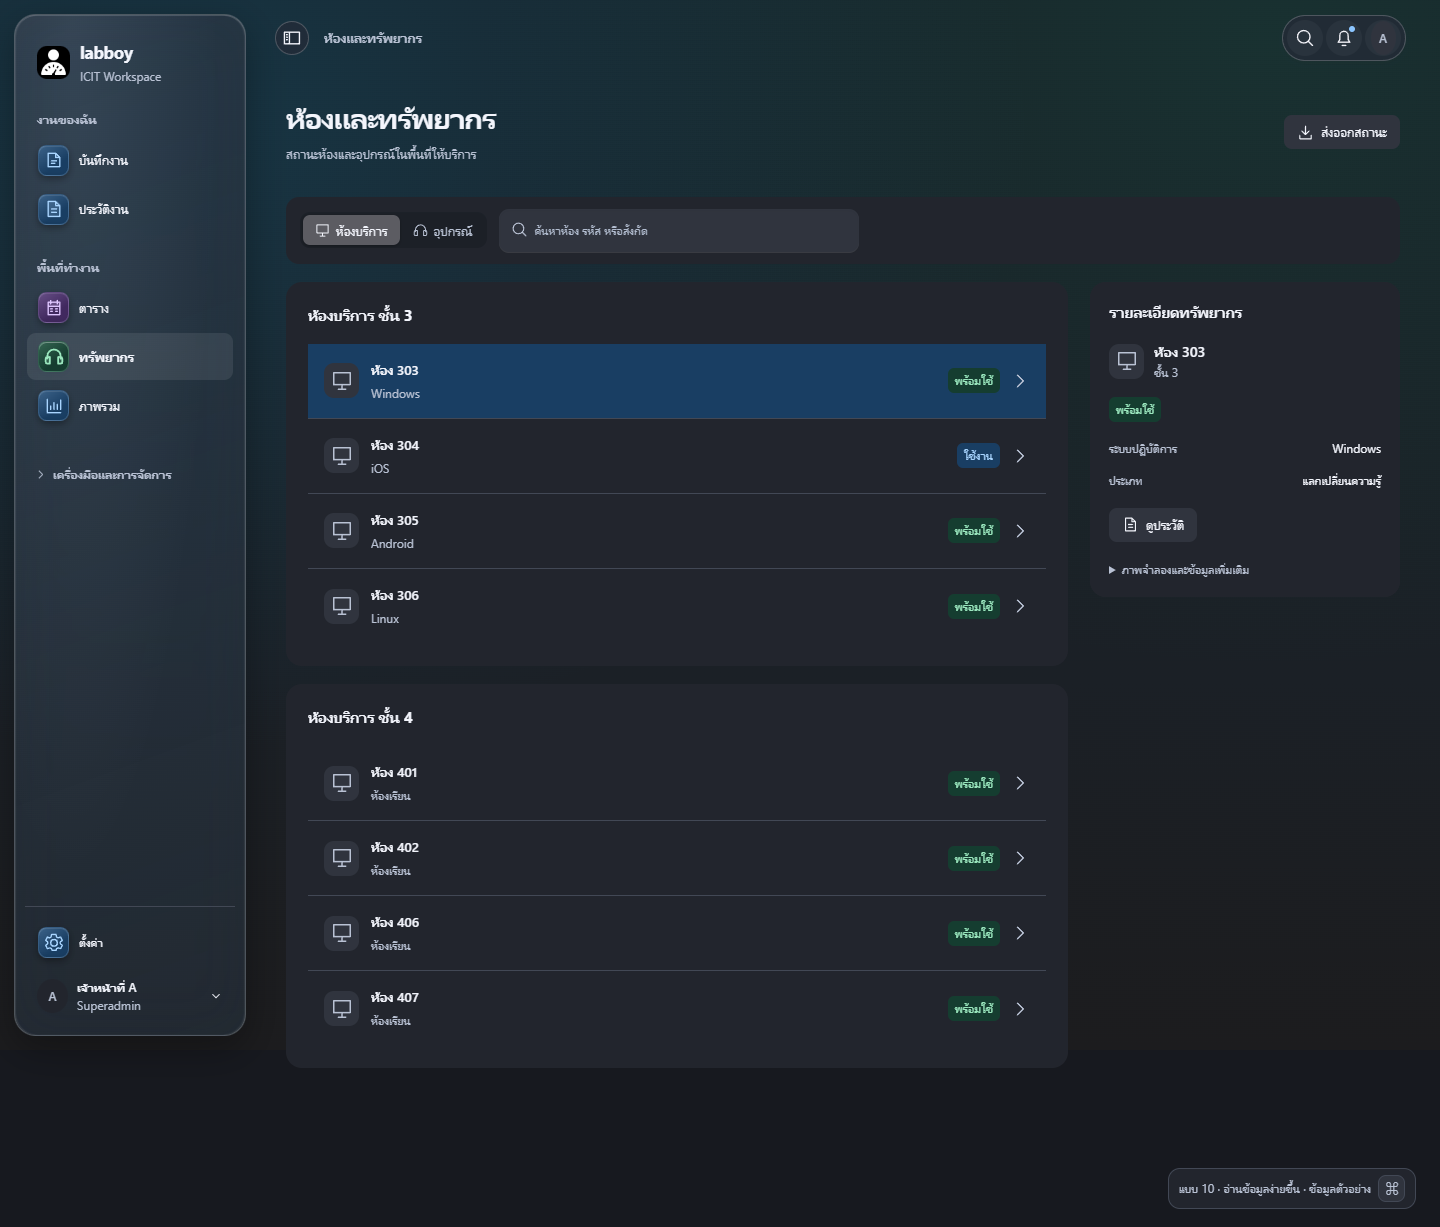 labboy
ICIT Workspace
งานของฉัน
บันทึกงาน
ประวัติงาน
พื้นที่ทำงาน
ตาราง
ทรัพยากร
ภาพรวม
เครื่องมือและการจัดการ
ตั้งค่า
A
เจ้าหน้าที่ A
Superadmin
ห้องและทรัพยากร
A
ห้องและทรัพยากร
สถานะห้องและอุปกรณ์ในพื้นที่ให้บริการ
ส่งออกสถานะ
ห้องบริการ
อุปกรณ์
ค้นหาห้อง รหัส หรือสังกัด
ห้องบริการ ชั้น 3
ห้อง 303
Windows
พร้อมใช้
ห้อง 304
iOS
ใช้งาน
ห้อง 305
Android
พร้อมใช้
ห้อง 306
Linux
พร้อมใช้
ห้องบริการ ชั้น 4
ห้อง 401
ห้องเรียน
พร้อมใช้
ห้อง 402
ห้องเรียน
พร้อมใช้
ห้อง 406
ห้องเรียน
พร้อมใช้
ห้อง 407
ห้องเรียน
พร้อมใช้
รายละเอียดทรัพยากร
ห้อง 303
ชั้น 3
พร้อมใช้
ระบบปฏิบัติการ Windows
ประเภท แลกเปลี่ยนความรู้
ดูประวัติ
ภาพจำลองและข้อมูลเพิ่มเติม
แบบ 10 · อ่านข้อมูลง่ายขึ้น · ข้อมูลตัวอย่าง ⌘